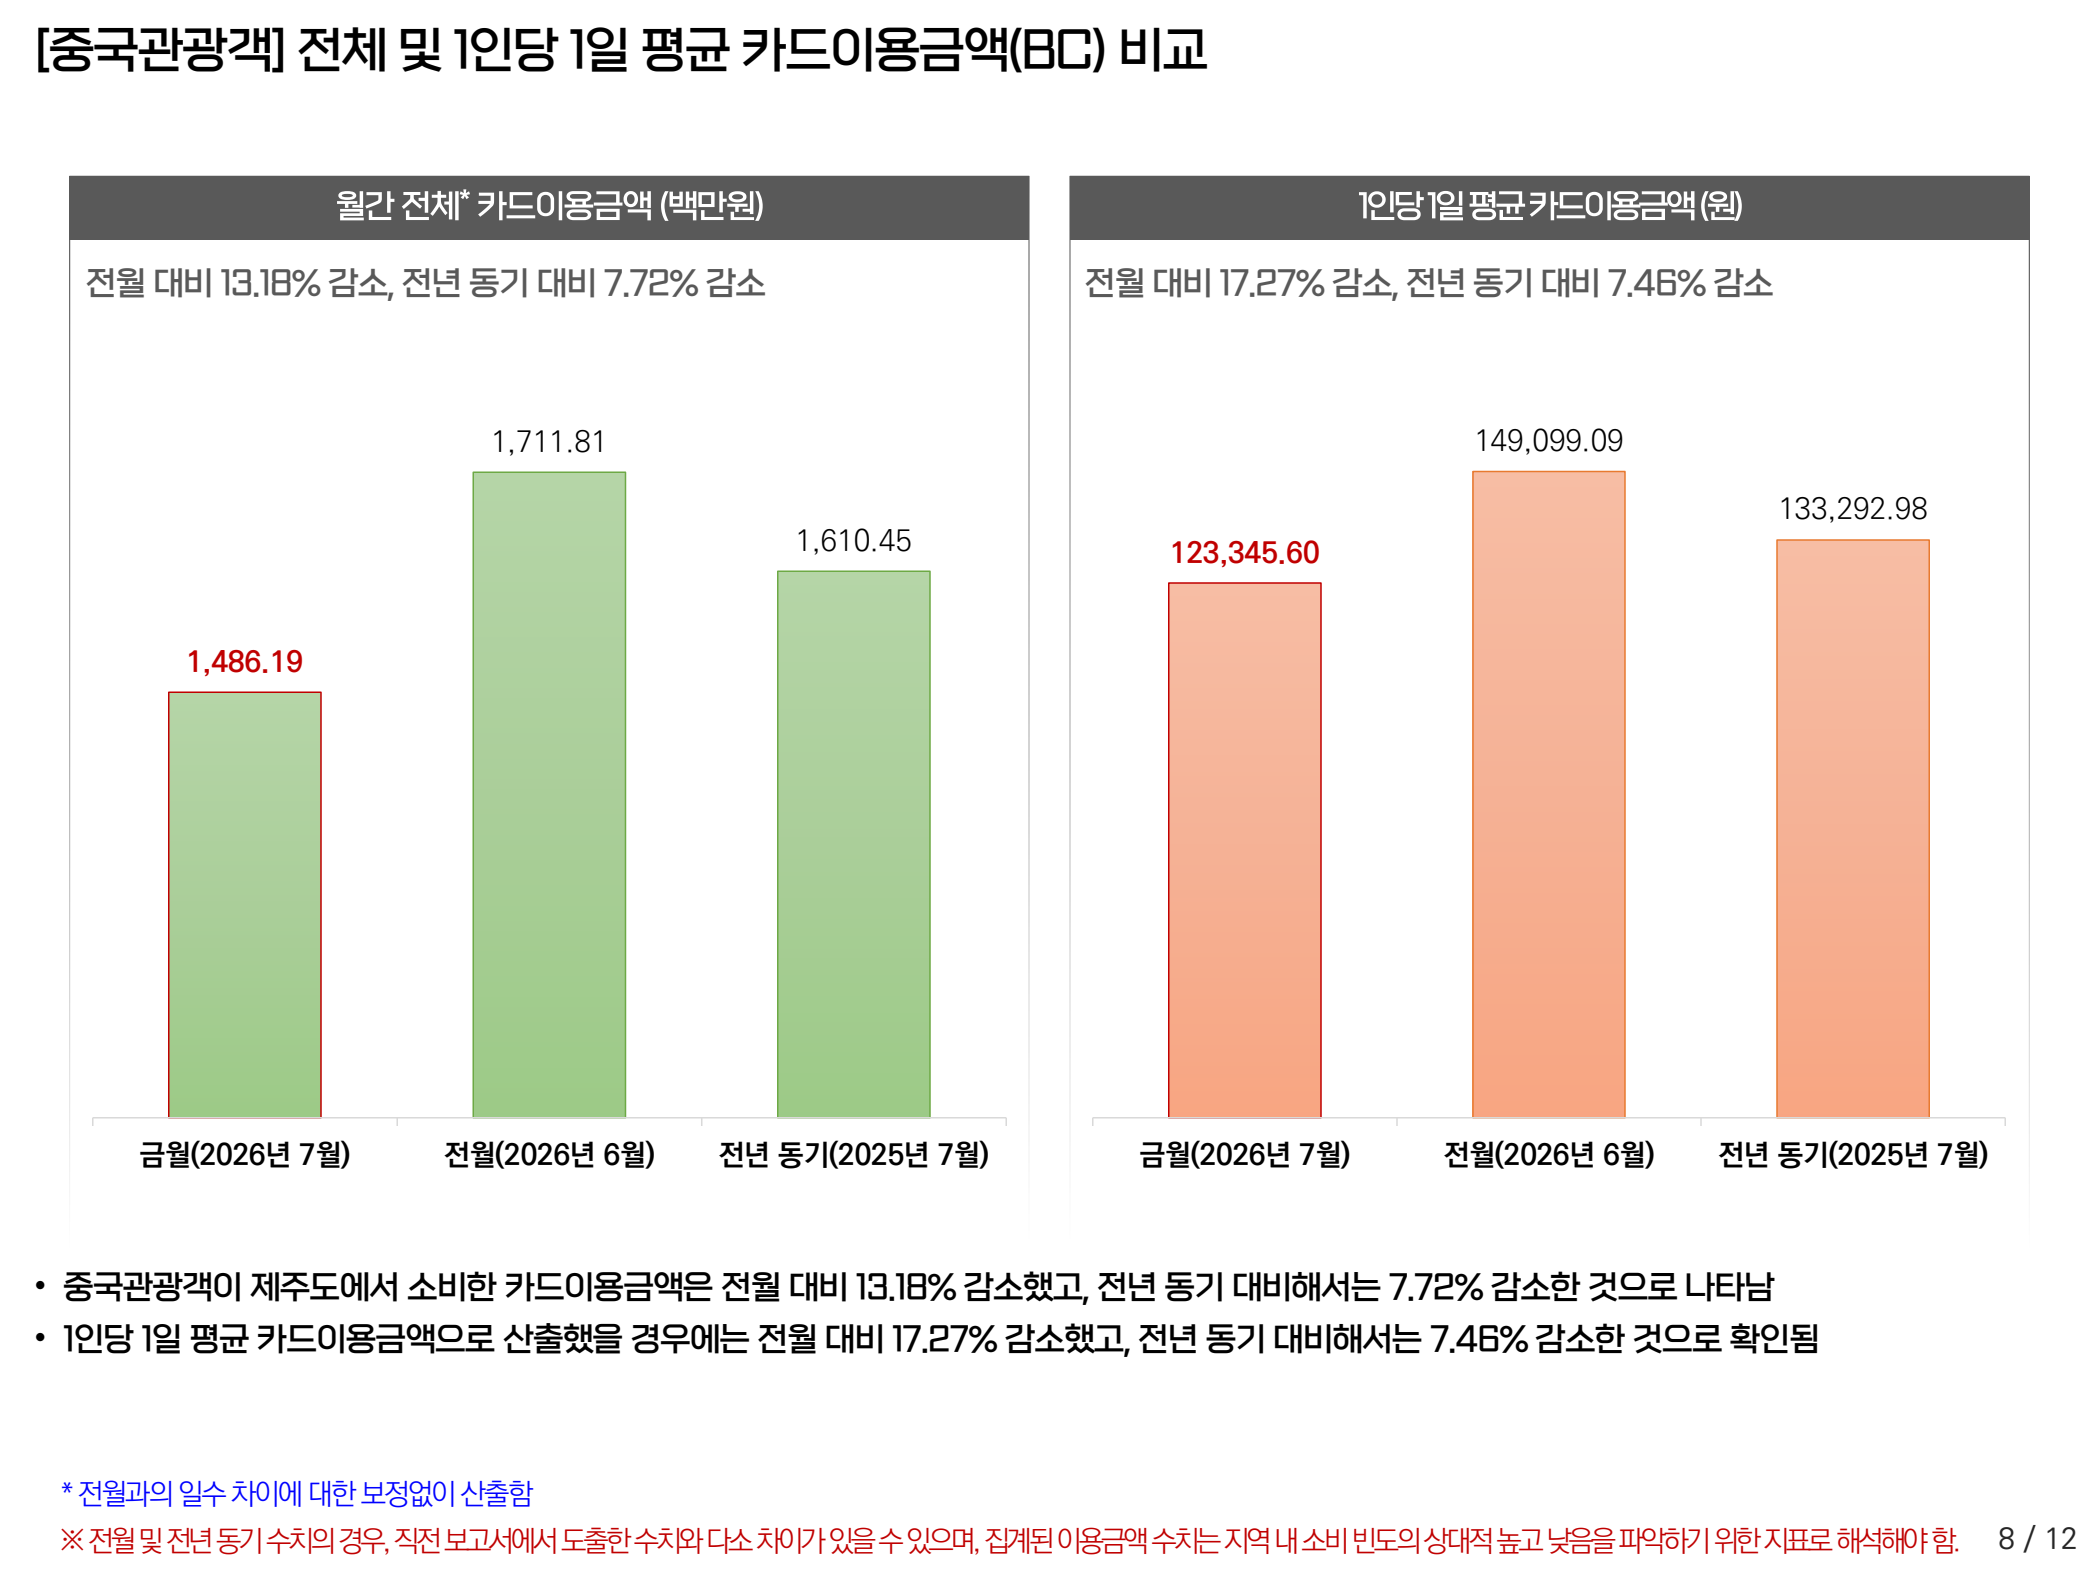 [중국관광객] 전체 및 1인당 1일 평균 카드이용금액(BC) 비교
월간 전체* 카드이용금액 (백만원)
전월 대비 13.18% 감소, 전년 동기 대비 7.72% 감소
1,711.81
1,610.45
1,486.19
금월(2026년 7월)
전월(2026년 6월)
전년 동기(2025년 7월)
1인당 1일 평균 카드이용금액 (원)
전월 대비 17.27% 감소, 전년 동기 대비 7.46% 감소
149,099.09
133,292.98
123,345.60
금월(2026년 7월)
전월(2026년 6월)
전년 동기(2025년 7월)
• 중국관광객이 제주도에서 소비한 카드이용금액은 전월 대비 13.18% 감소했고, 전년 동기 대비해서는 7.72% 감소한 것으로 나타남
• 1인당 1일 평균 카드이용금액으로 산출했을 경우에는 전월 대비 17.27% 감소했고, 전년 동기 대비해서는 7.46% 감소한 것으로 확인됨
* 전월과의 일수 차이에 대한 보정없이 산출함
※ 전월 및 전년 동기 수치의 경우, 직전 보고서에서 도출한 수치와 다소 차이가 있을 수 있으며, 집계된 이용금액 수치는 지역 내 소비 빈도의 상대적 높고 낮음을 파악하기 위한 지표로 해석해야 함.
8 / 12